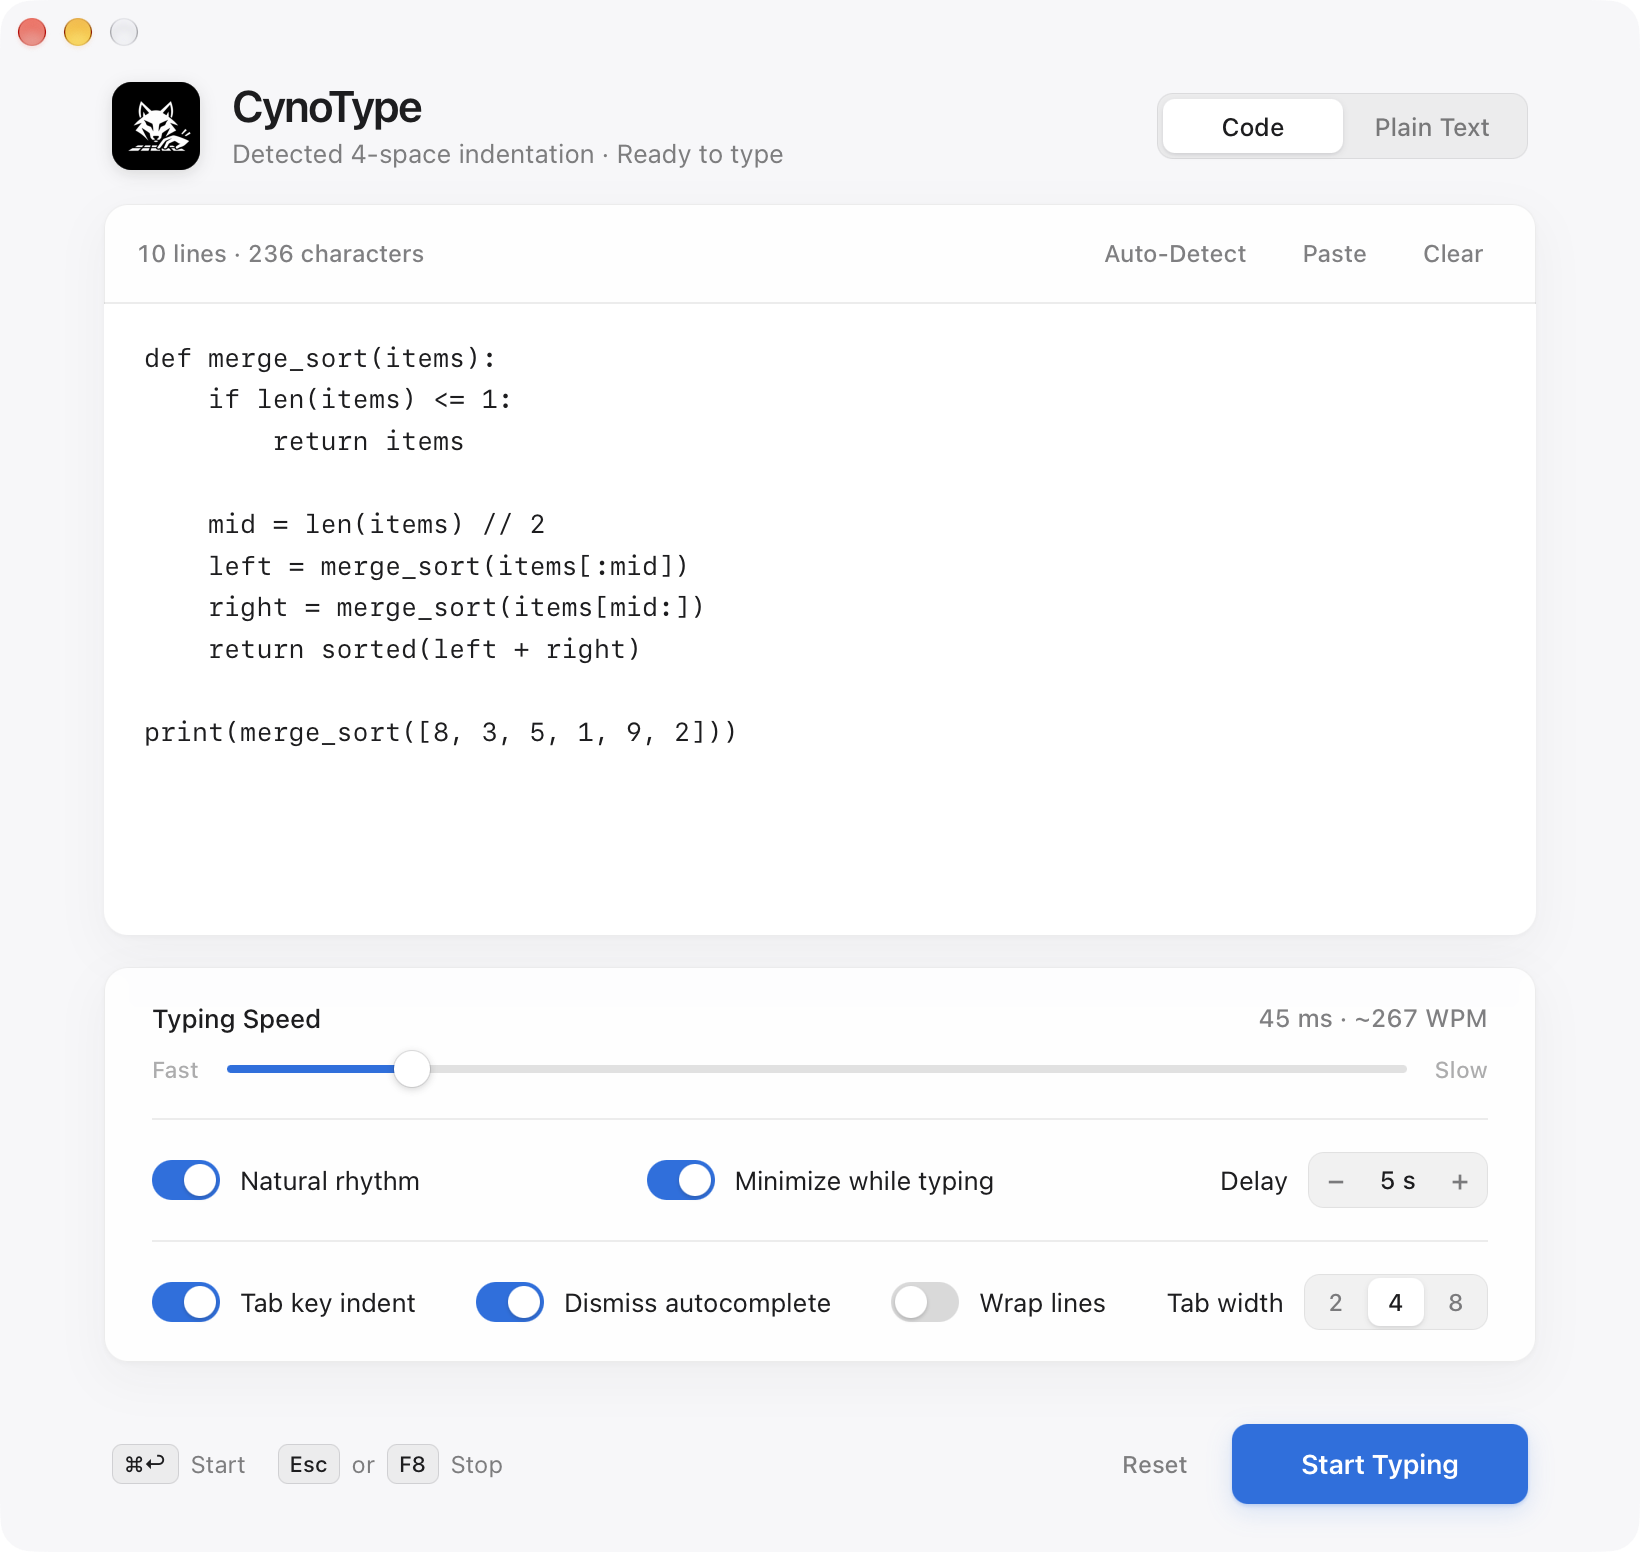 CynoType
Detected 4-space indentation · Ready to type
Code
Plain Text
10 lines · 236 characters
Auto-Detect
Paste
Clear
def merge_sort(items):
    if len(items) <= 1:
        return items

    mid = len(items) // 2
    left = merge_sort(items[:mid])
    right = merge_sort(items[mid:])
    return sorted(left + right)

print(merge_sort([8, 3, 5, 1, 9, 2]))
Typing Speed
45 ms · ~267 WPM
Fast
Slow
Natural rhythm
Minimize while typing
Delay
− 5 s +
Tab key indent
Dismiss autocomplete
Wrap lines
Tab width
2 4 8
⌘↩ Start
Esc or F8 Stop
Reset
Start Typing